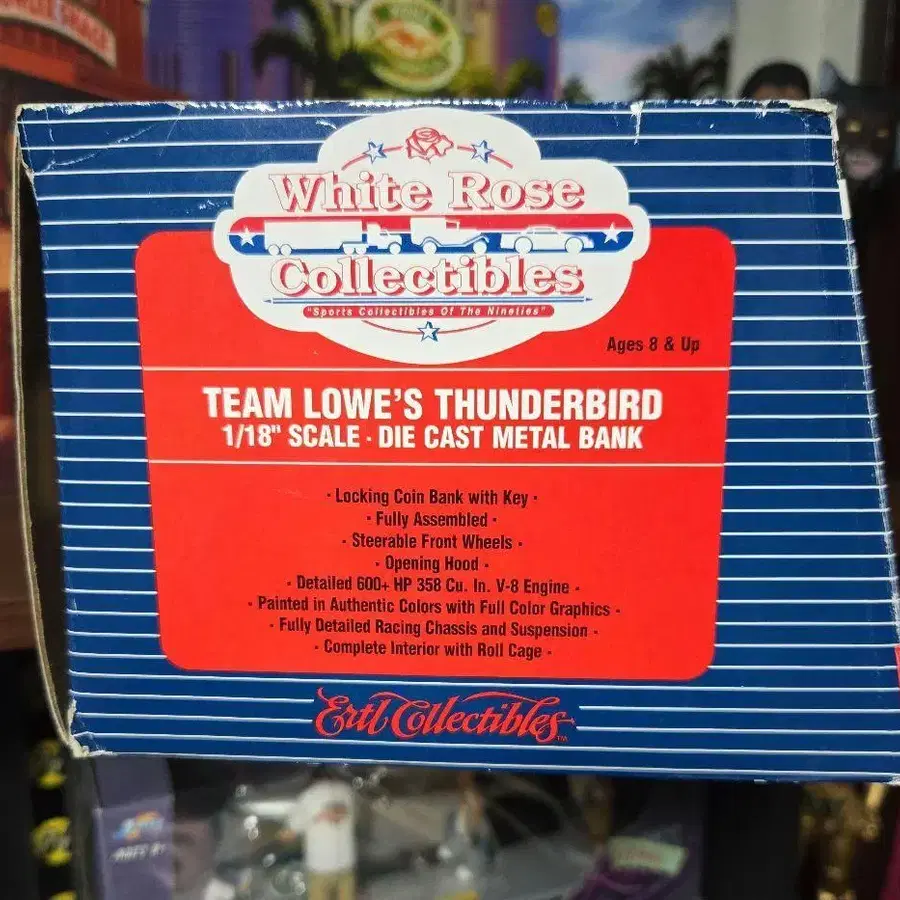 White Rose
Collectibles
"Sports Collectibles Of The Nineties"
Ages 8 & Up
TEAM LOWE'S THUNDERBIRD
1/18" SCALE · DIE CAST METAL BANK
· Locking Coin Bank with Key ·
· Fully Assembled ·
· Steerable Front Wheels ·
· Opening Hood ·
· Detailed 600+ HP 358 Cu. In. V-8 Engine ·
· Painted in Authentic Colors with Full Color Graphics ·
· Fully Detailed Racing Chassis and Suspension ·
· Complete Interior with Roll Cage ·
Ertl Collectibles™